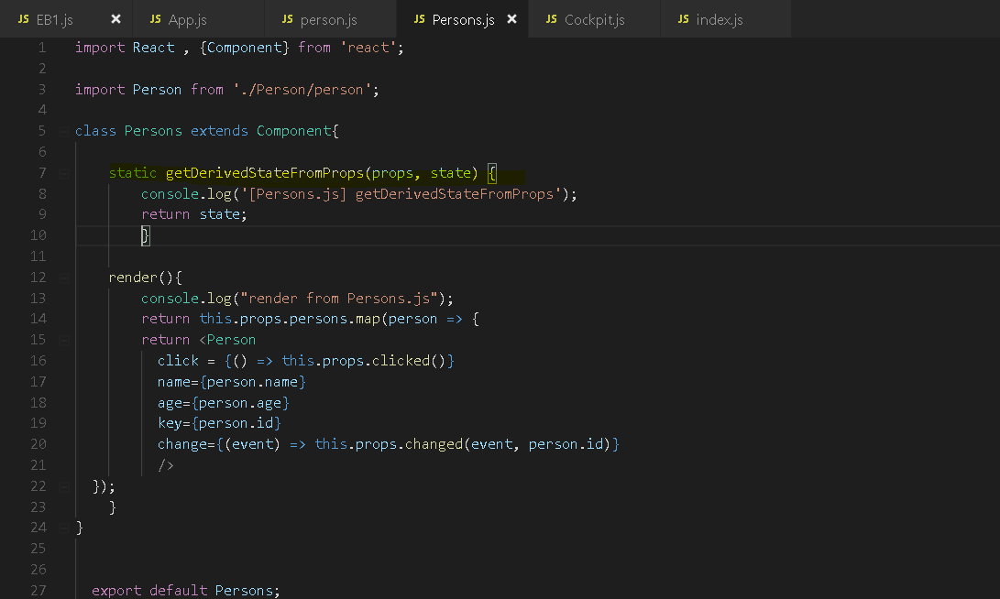 JS EB1.js × JS App.js JS person.js JS Persons.js × JS Cockpit.js JS index.js
1 import React , {Component} from 'react';
2
3 import Person from './Person/person';
4
5 class Persons extends Component{
6
7 static getDerivedStateFromProps(props, state) {
8 console.log('[Persons.js] getDerivedStateFromProps');
9 return state;
10 }
11
12 render(){
13 console.log("render from Persons.js");
14 return this.props.persons.map(person => {
15 return <Person
16 click = {() => this.props.clicked()}
17 name={person.name}
18 age={person.age}
19 key={person.id}
20 change={(event) => this.props.changed(event, person.id)}
21 />
22 });
23 }
24 }
25
26
27 export default Persons;